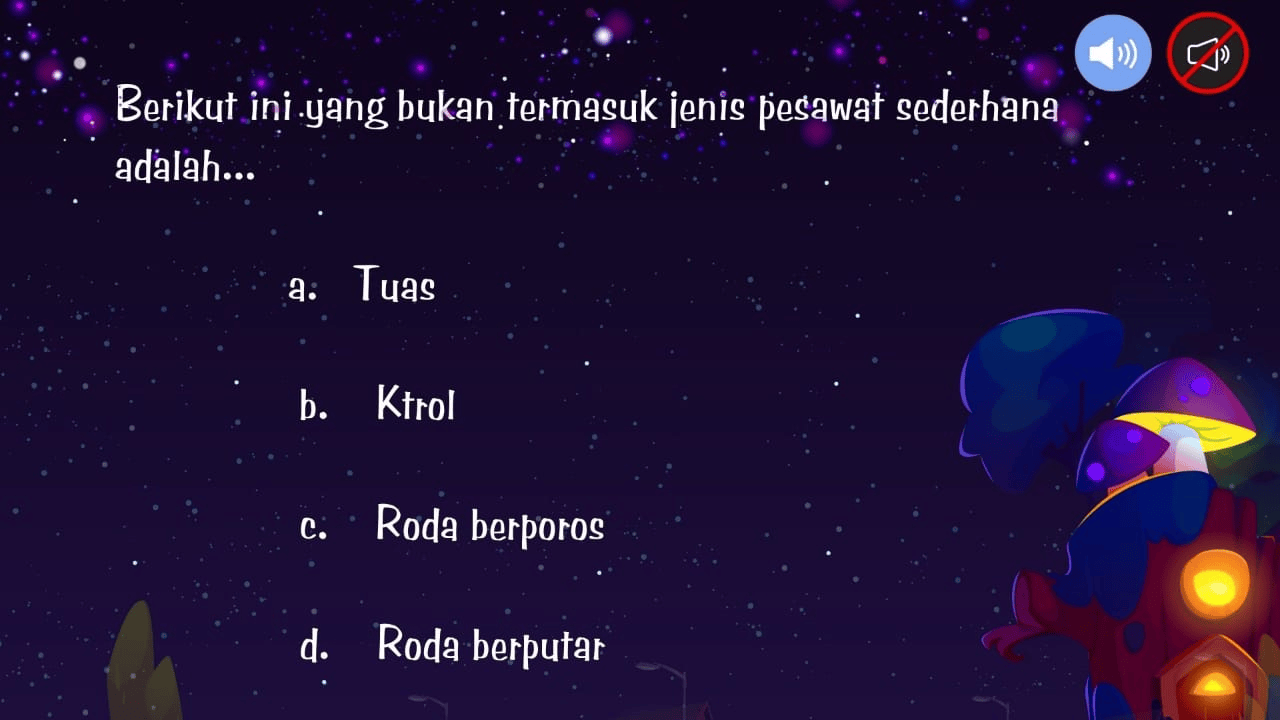 Berikut ini yang bukan termasuk jenis pesawat sederhana
adalah...
a. Tuas
b. Ktrol
c. Roda berporos
d. Roda berputar